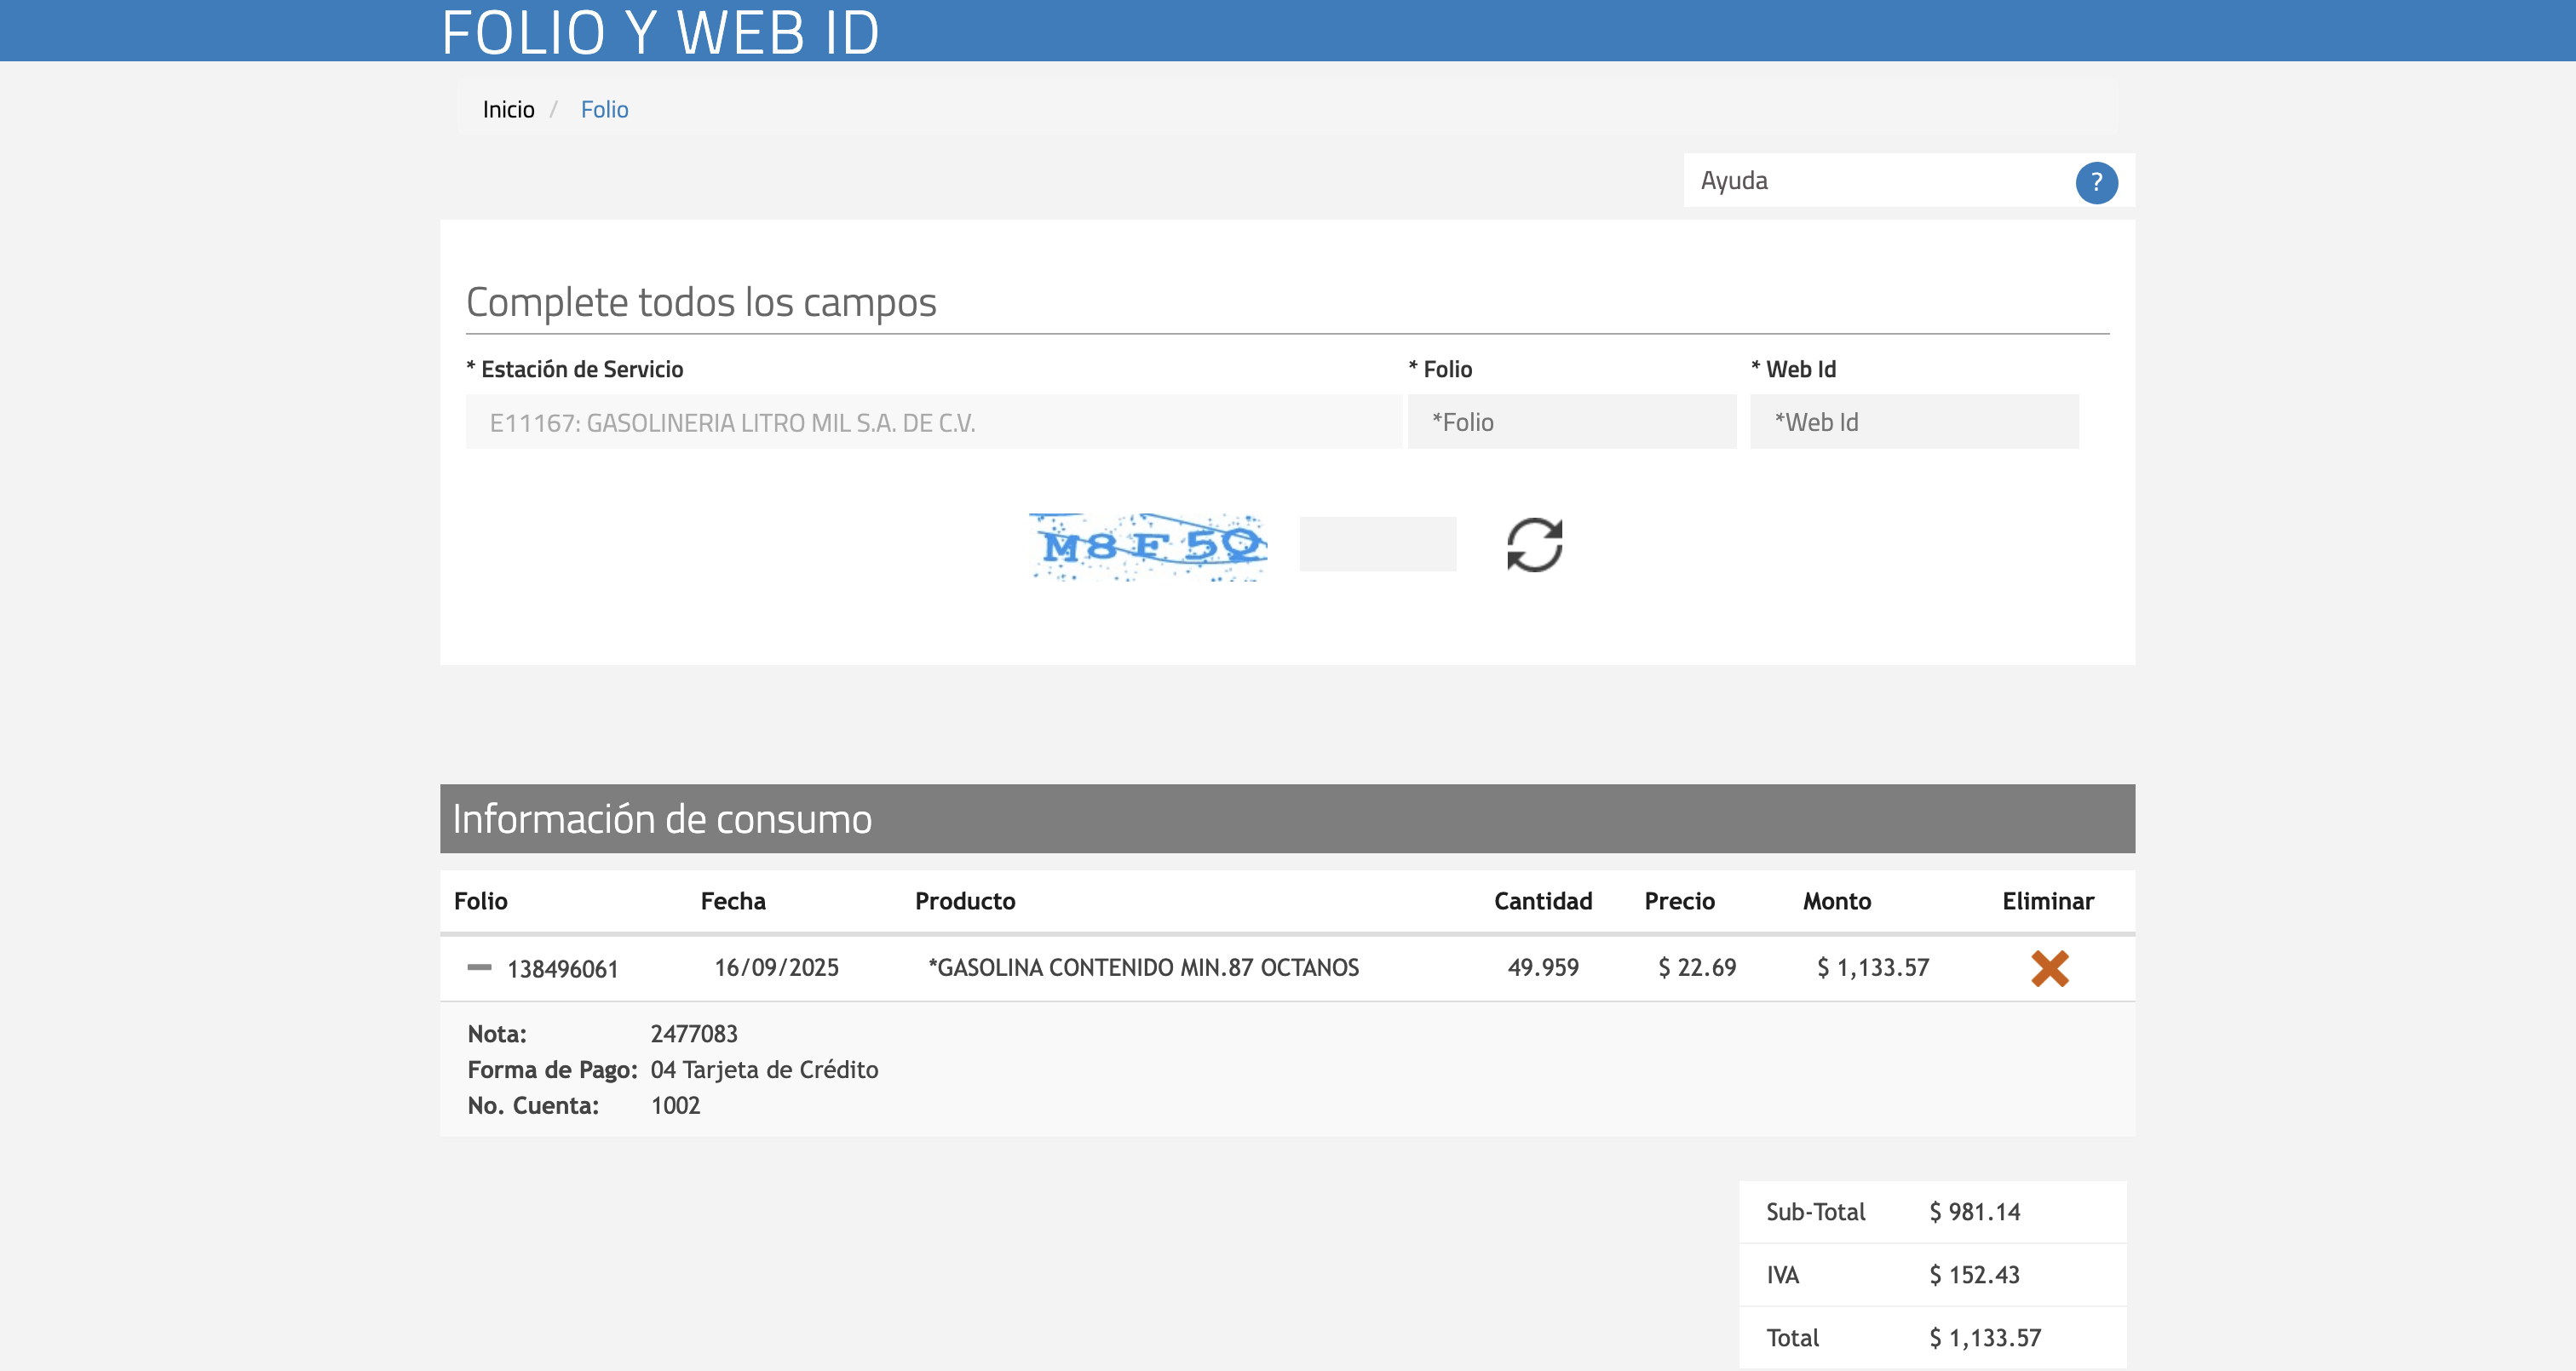 FOLIO Y WEB ID
Inicio / Folio
Ayuda ?
Complete todos los campos
* Estación de Servicio * Folio * Web Id
E11167: GASOLINERIA LITRO MIL S.A. DE C.V. *Folio *Web Id
M8F5Q
Información de consumo
Folio Fecha Producto Cantidad Precio Monto Eliminar
138496061 16/09/2025 *GASOLINA CONTENIDO MIN.87 OCTANOS 49.959 $ 22.69 $ 1,133.57
Nota: 2477083
Forma de Pago: 04 Tarjeta de Crédito
No. Cuenta: 1002
Sub-Total $ 981.14
IVA $ 152.43
Total $ 1,133.57